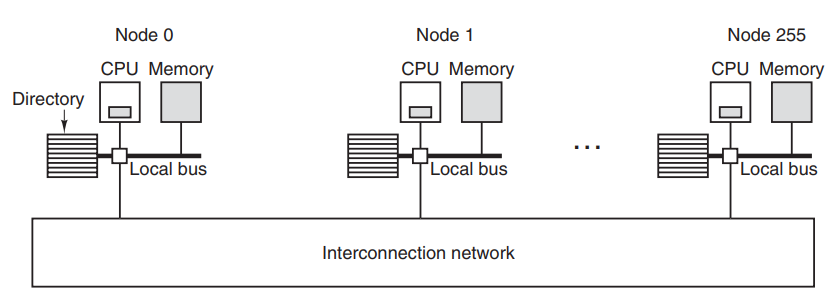 Node 0
Node 1
Node 255
CPU Memory
CPU Memory
CPU Memory
Directory
...
Local bus
Local bus
Local bus
Interconnection network